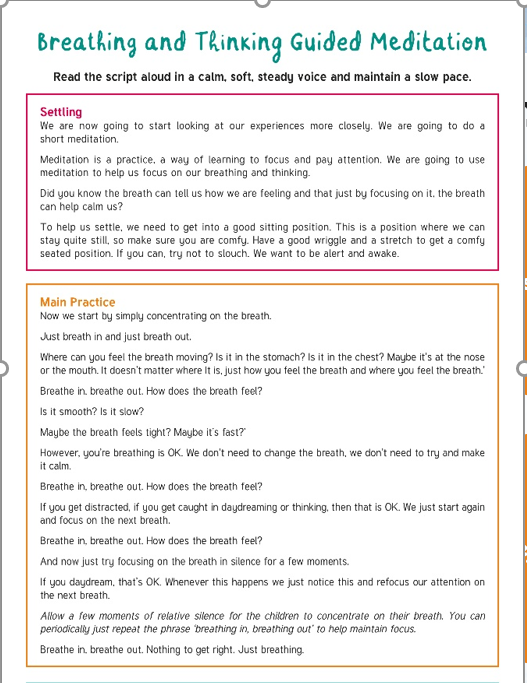 Breathing and Thinking Guided Meditation
Read the script aloud in a calm, soft, steady voice and maintain a slow pace.
Settling
We are now going to start looking at our experiences more closely. We are going to do a
short meditation.
Meditation is a practice, a way of learning to focus and pay attention. We are going to use
meditation to help us focus on our breathing and thinking.
Did you know the breath can tell us how we are feeling and that just by focusing on it, the breath
can help calm us?
To help us settle, we need to get into a good sitting position. This is a position where we can
stay quite still, so make sure you are comfy. Have a good wriggle and a stretch to get a comfy
seated position. If you can, try not to slouch. We want to be alert and awake.
Main Practice
Now we start by simply concentrating on the breath.
Just breath in and just breath out.
Where can you feel the breath moving? Is it in the stomach? Is it in the chest? Maybe it's at the nose
or the mouth. It doesn't matter where It is, just how you feel the breath and where you feel the breath.'
Breathe in, breathe out. How does the breath feel?
Is it smooth? Is it slow?
Maybe the breath feels tight? Maybe it's fast?'
However, you're breathing is OK. We don't need to change the breath, we don't need to try and make
it calm.
Breathe in, breathe out. How does the breath feel?
If you get distracted, if you get caught in daydreaming or thinking, then that is OK. We just start again
and focus on the next breath.
Breathe in, breathe out. How does the breath feel?
And now just try focusing on the breath in silence for a few moments.
If you daydream, that's OK. Whenever this happens we just notice this and refocus our attention on
the next breath.
Allow a few moments of relative silence for the children to concentrate on their breath. You can
periodically just repeat the phrase 'breathing in, breathing out' to help maintain focus.
Breathe in, breathe out. Nothing to get right. Just breathing.